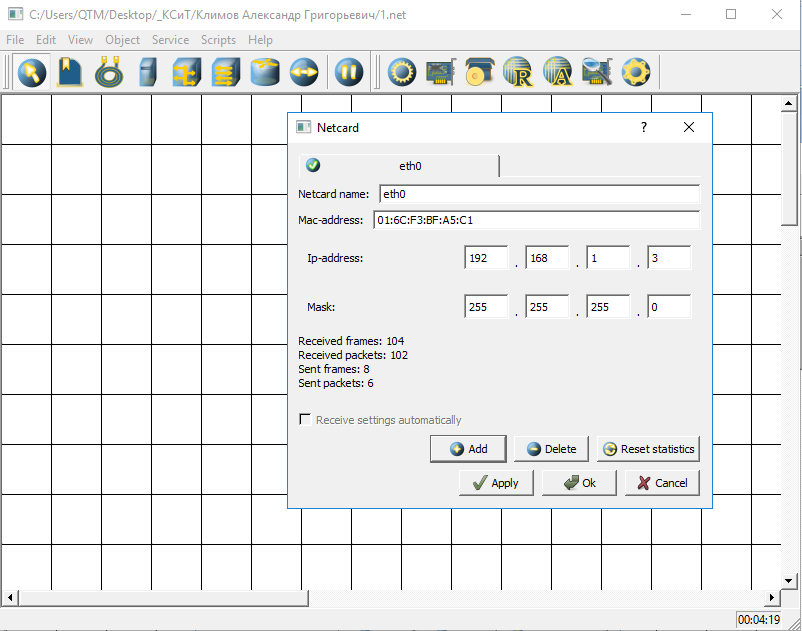 C:/Users/QTM/Desktop/_КСиТ/Климов Александр Григорьевич/1.net
File Edit View Object Service Scripts Help
R A
Netcard ?
eth0
Netcard name: eth0
Mac-address: 01:6C:F3:BF:A5:C1
Ip-address: 192 . 168 . 1 . 3
Mask: 255 . 255 . 255 . 0
Received frames: 104
Received packets: 102
Sent frames: 8
Sent packets: 6
Receive settings automatically
Add Delete Reset statistics
Apply Ok Cancel
00:04:19